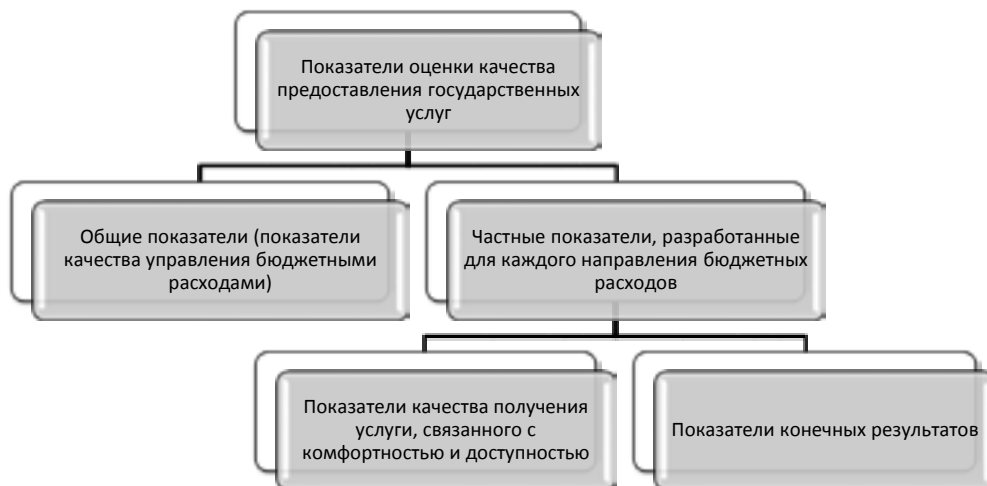 Показатели оценки качества
предоставления государственных
услуг
Общие показатели (показатели
качества управления бюджетными
расходами)
Частные показатели, разработанные
для каждого направления бюджетных
расходов
Показатели качества получения
услуги, связанного с
комфортностью и доступностью
Показатели конечных результатов